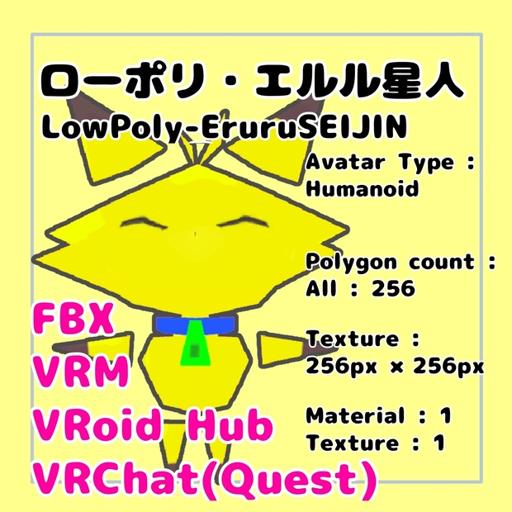 ローポリ・エルル星人
LowPoly-EruruSEIJIN
Avatar Type :
Humanoid
Polygon count :
All : 256
Texture :
256px × 256px
Material : 1
Texture : 1
FBX
VRM
VRoid Hub
VRChat(Quest)